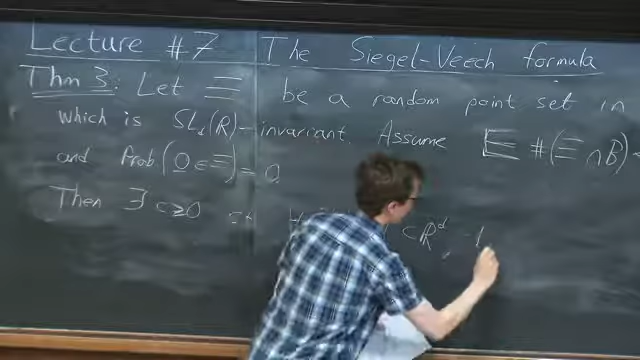 Lecture #7 The Siegel-Veech formula
Thm 3: Let Ξ be a random point set in
which is SL_d(R)-invariant. Assume E #(Ξ ∩ B) <
and Prob(0 ∈ Ξ) = 0
Then ∃ c≥0 ⊂ R^d,